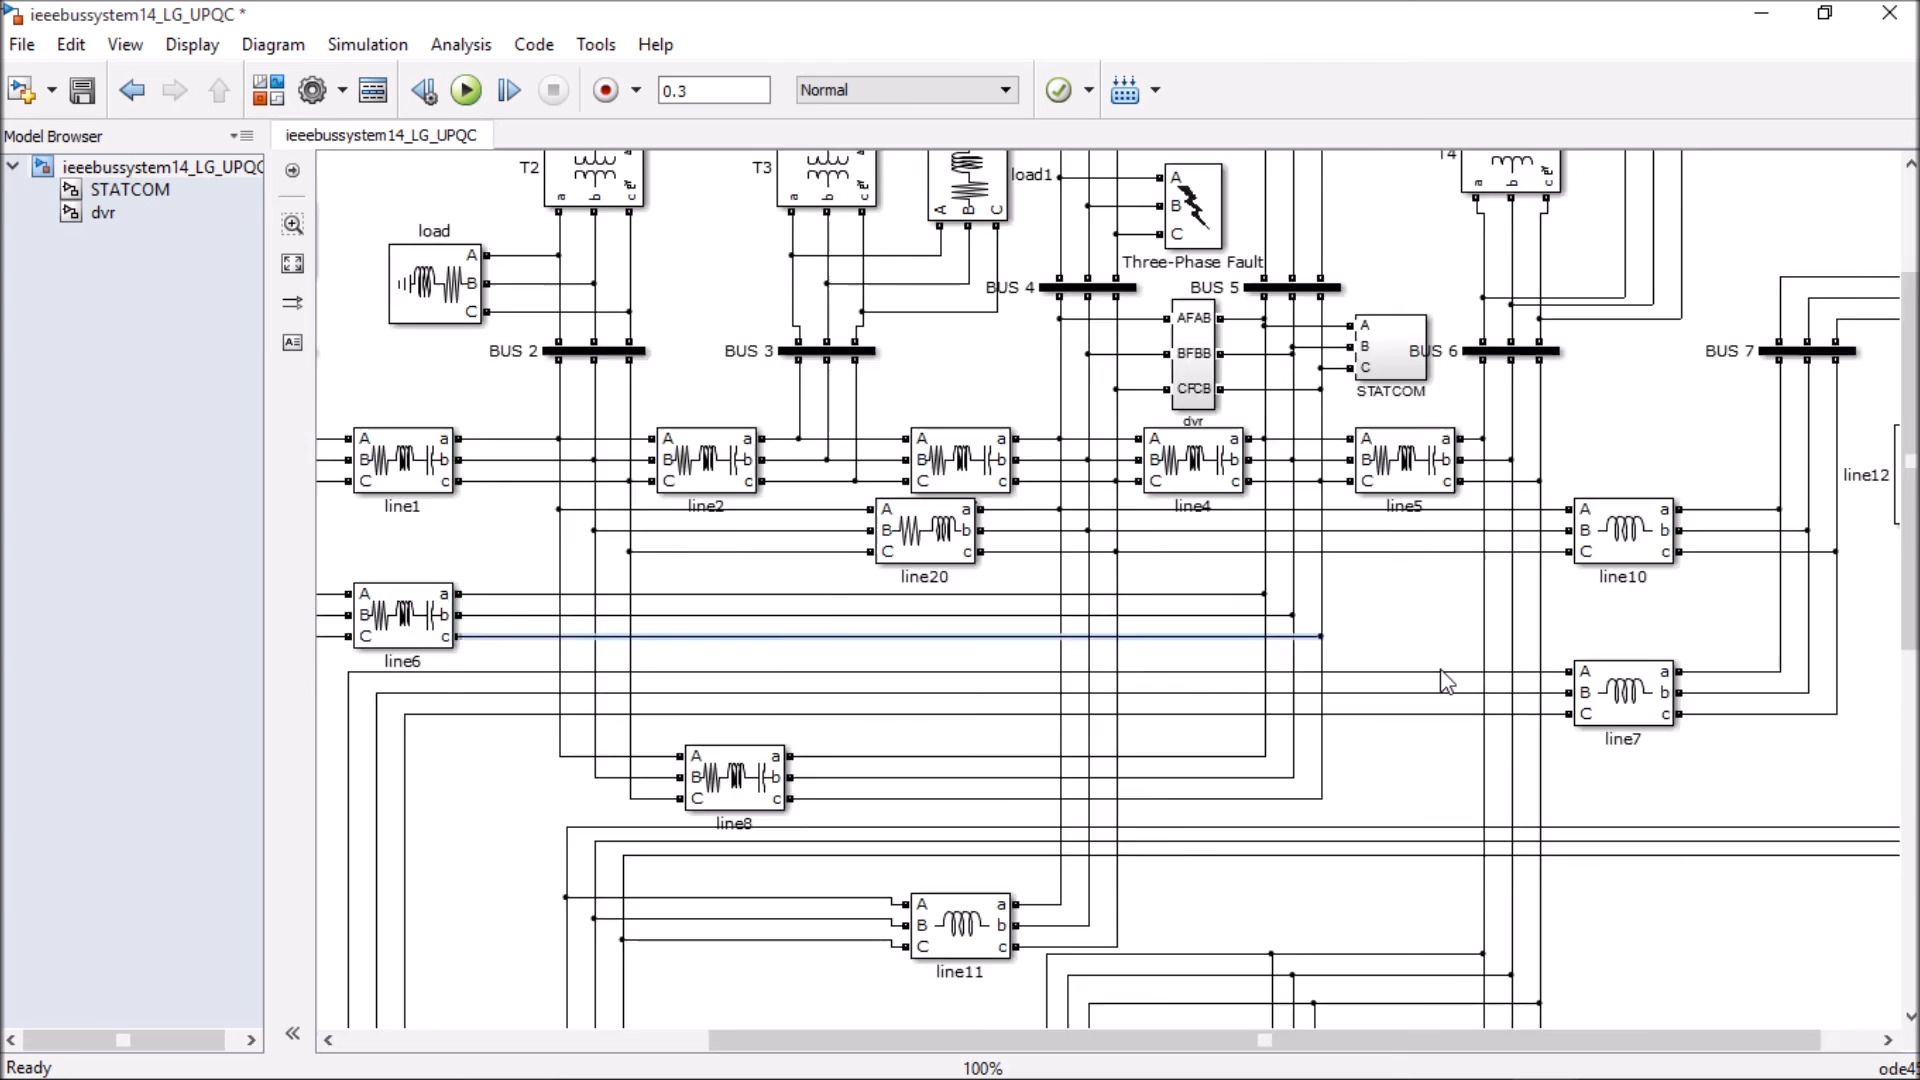 ieeebussystem14_LG_UPQC *
File Edit View Display Diagram Simulation Analysis Code Tools Help
0.3 Normal
Model Browser
ieeebussystem14_LG_UPQC
ieeebussystem14_LG_UPQC
STATCOM
dvr
T2 a b c
T3 a b c
load1 A B C
A B C
Three-Phase Fault
T4 a b c
load
A B C
BUS 4
BUS 5
AFAB
BFBB
CFCB
dvr
A B C
STATCOM
BUS 2
BUS 3
BUS 6
BUS 7
A a
B b
C c
line1
A a
B b
C c
line2
A a
B b
C c
A a
B b
C c
line4
A a
B b
C c
line5
line12
A a
B b
C c
line20
A a
B b
C c
line10
A a
B b
C c
line6
A a
B b
C c
line7
A a
B b
C c
line8
A a
B b
C c
line11
Ready 100% ode45